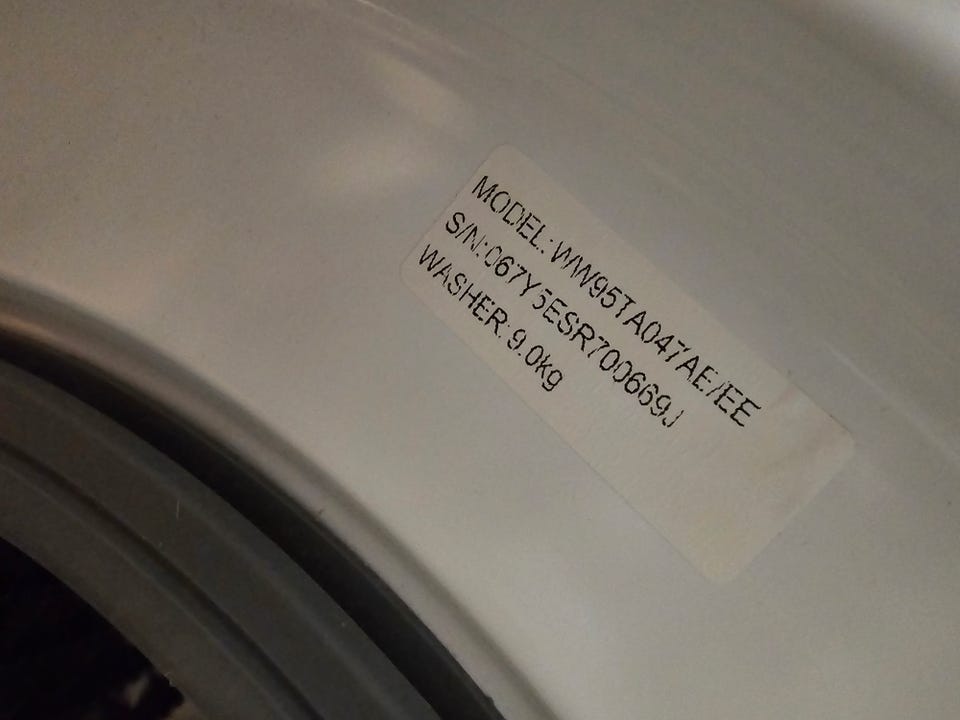 MODEL: WW95TA047AE/EE
S/N:067Y5ESR700669J
WASHER: 9.0kg